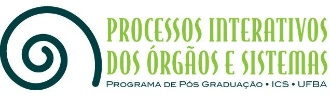 PROCESSOS INTERATIVOS
DOS ÓRGÃOS E SISTEMAS
PROGRAMA DE PÓS GRADUAÇÃO • ICS • UFBA